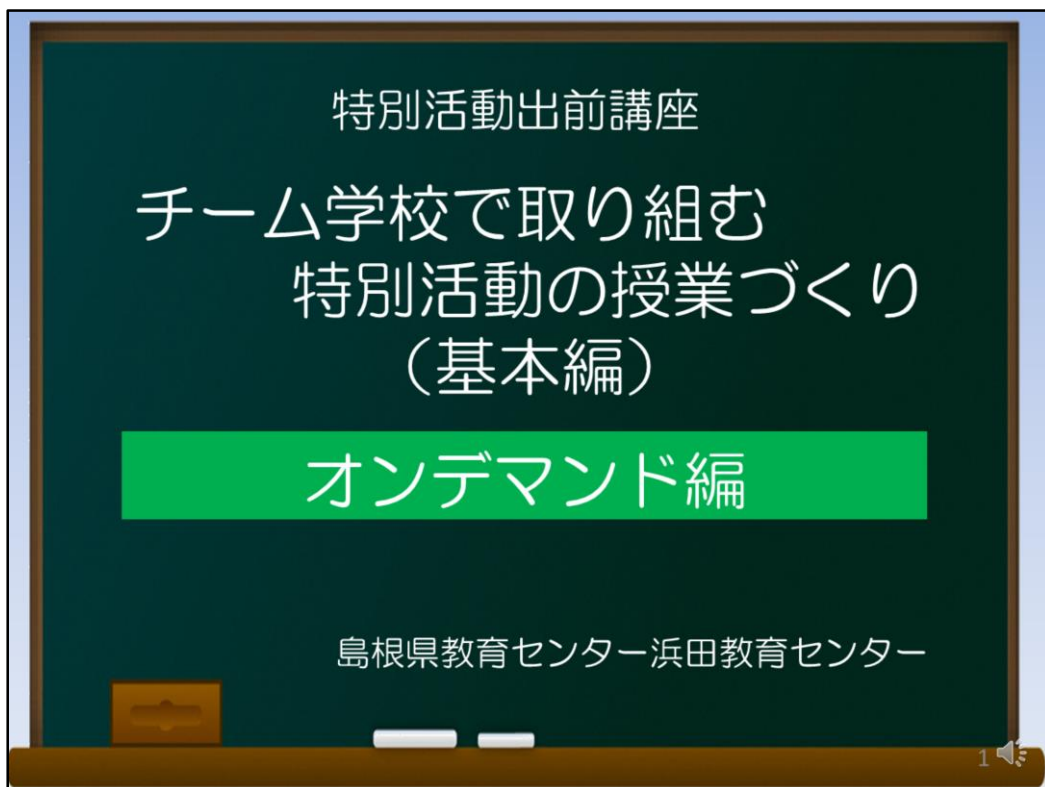 特別活動出前講座
チーム学校で取り組む
特別活動の授業づくり
（基本編）
オンデマンド編
島根県教育センター浜田教育センター
1